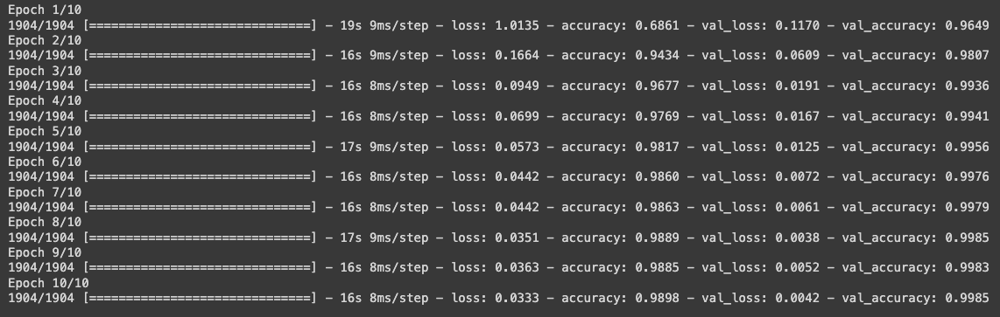 Epoch 1/10
1904/1904 [==============================] - 19s 9ms/step - loss: 1.0135 - accuracy: 0.6861 - val_loss: 0.1170 - val_accuracy: 0.9649
Epoch 2/10
1904/1904 [==============================] - 16s 9ms/step - loss: 0.1664 - accuracy: 0.9434 - val_loss: 0.0609 - val_accuracy: 0.9807
Epoch 3/10
1904/1904 [==============================] - 16s 8ms/step - loss: 0.0949 - accuracy: 0.9677 - val_loss: 0.0191 - val_accuracy: 0.9936
Epoch 4/10
1904/1904 [==============================] - 16s 8ms/step - loss: 0.0699 - accuracy: 0.9769 - val_loss: 0.0167 - val_accuracy: 0.9941
Epoch 5/10
1904/1904 [==============================] - 17s 9ms/step - loss: 0.0573 - accuracy: 0.9817 - val_loss: 0.0125 - val_accuracy: 0.9956
Epoch 6/10
1904/1904 [==============================] - 16s 8ms/step - loss: 0.0442 - accuracy: 0.9860 - val_loss: 0.0072 - val_accuracy: 0.9976
Epoch 7/10
1904/1904 [==============================] - 16s 8ms/step - loss: 0.0442 - accuracy: 0.9863 - val_loss: 0.0061 - val_accuracy: 0.9979
Epoch 8/10
1904/1904 [==============================] - 17s 9ms/step - loss: 0.0351 - accuracy: 0.9889 - val_loss: 0.0038 - val_accuracy: 0.9985
Epoch 9/10
1904/1904 [==============================] - 16s 8ms/step - loss: 0.0363 - accuracy: 0.9885 - val_loss: 0.0052 - val_accuracy: 0.9983
Epoch 10/10
1904/1904 [==============================] - 16s 8ms/step - loss: 0.0333 - accuracy: 0.9898 - val_loss: 0.0042 - val_accuracy: 0.9985